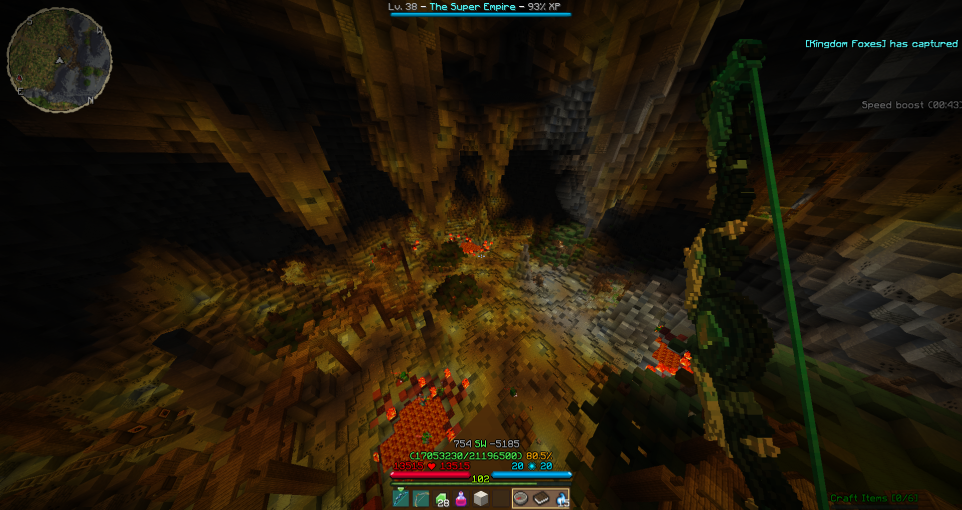 Lv. 38 - The Super Empire - 93% XP
S
W
E
N
[Kingdom Foxes] has captured
Speed boost (00:43)
754 SW -5185
(17053230/21196500) 80.5%
20 20
102
28
Craft Items [0/6]